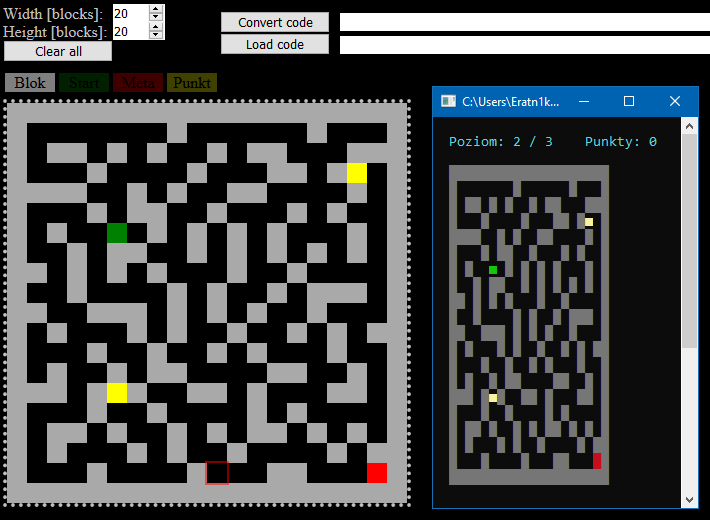 Width [blocks]: 20
Height [blocks]: 20
Clear all
Convert code
Load code
Blok Start Meta Punkt
C:\Users\Eratn1k...
Poziom: 2 / 3 Punkty: 0